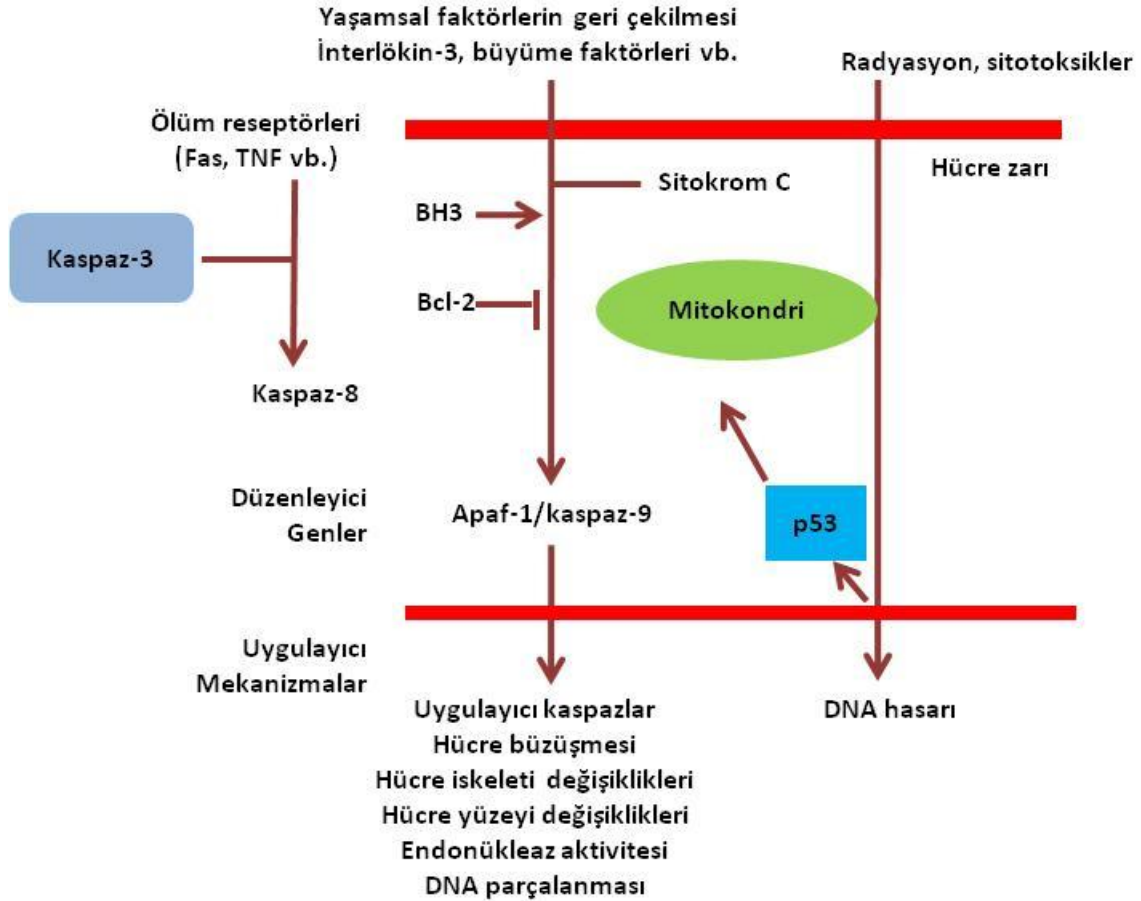 Yaşamsal faktörlerin geri çekilmesi
İnterlökin-3, büyüme faktörleri vb.
Radyasyon, sitotoksikler
Ölüm reseptörleri
(Fas, TNF vb.)
Hücre zarı
Sitokrom C
BH3
Kaspaz-3
Bcl-2
Mitokondri
Kaspaz-8
Düzenleyici
Genler
Apaf-1/kaspaz-9
p53
Uygulayıcı
Mekanizmalar
Uygulayıcı kaspazlar
Hücre büzüşmesi
Hücre iskeleti değişiklikleri
Hücre yüzeyi değişiklikleri
Endonükleaz aktivitesi
DNA parçalanması
DNA hasarı